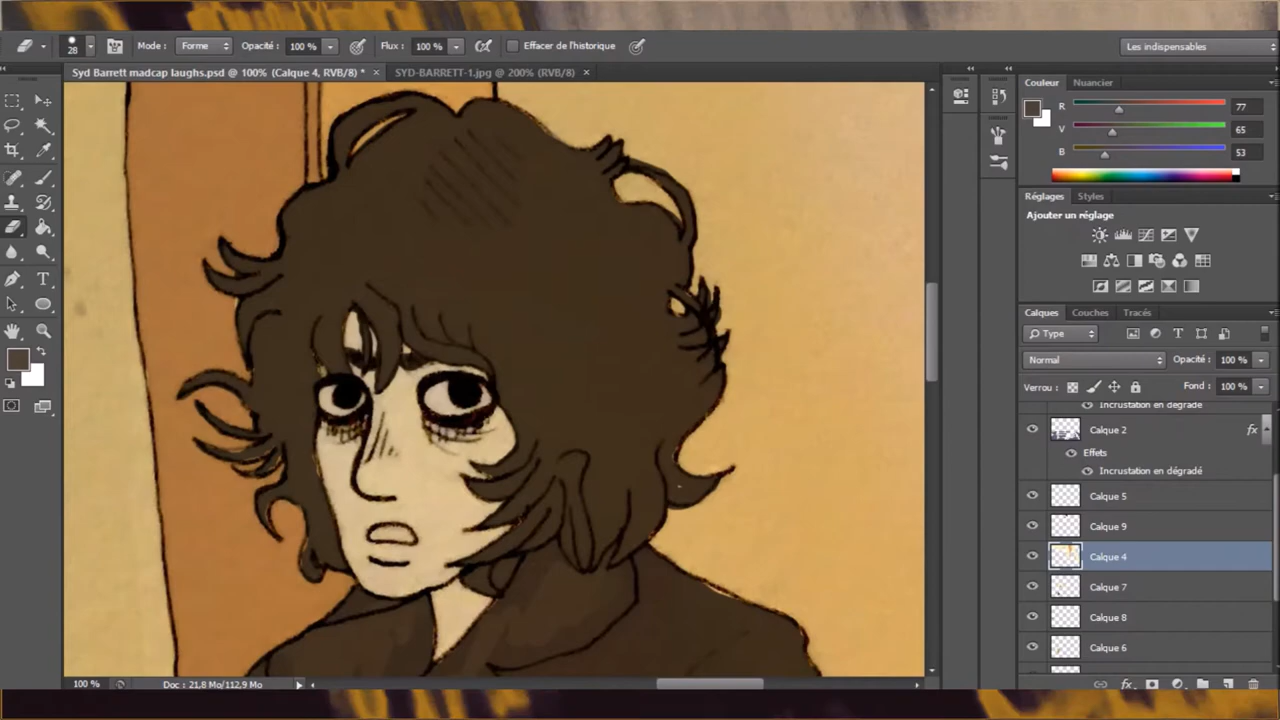 28 Mode : Forme Opacité : 100 % Flux : 100 % Effacer de l'historique Les indispensables
Syd Barrett madcap laughs.psd @ 100% (Calque 4, RVB/8) * × SYD-BARRETT-1.jpg @ 200% (RVB/8) ×
Couleur Nuancier
R 77
V 65
B 53
Réglages Styles
Ajouter un réglage
Calques Couches Tracés
Type
Normal Opacité : 100 %
Verrou : Fond : 100 %
Incrustation en dégradé
Calque 2 fx
Effets
Incrustation en dégradé
Calque 5
Calque 9
Calque 4
Calque 7
Calque 8
Calque 6
100 % Doc : 21,8 Mo/112,9 Mo fx